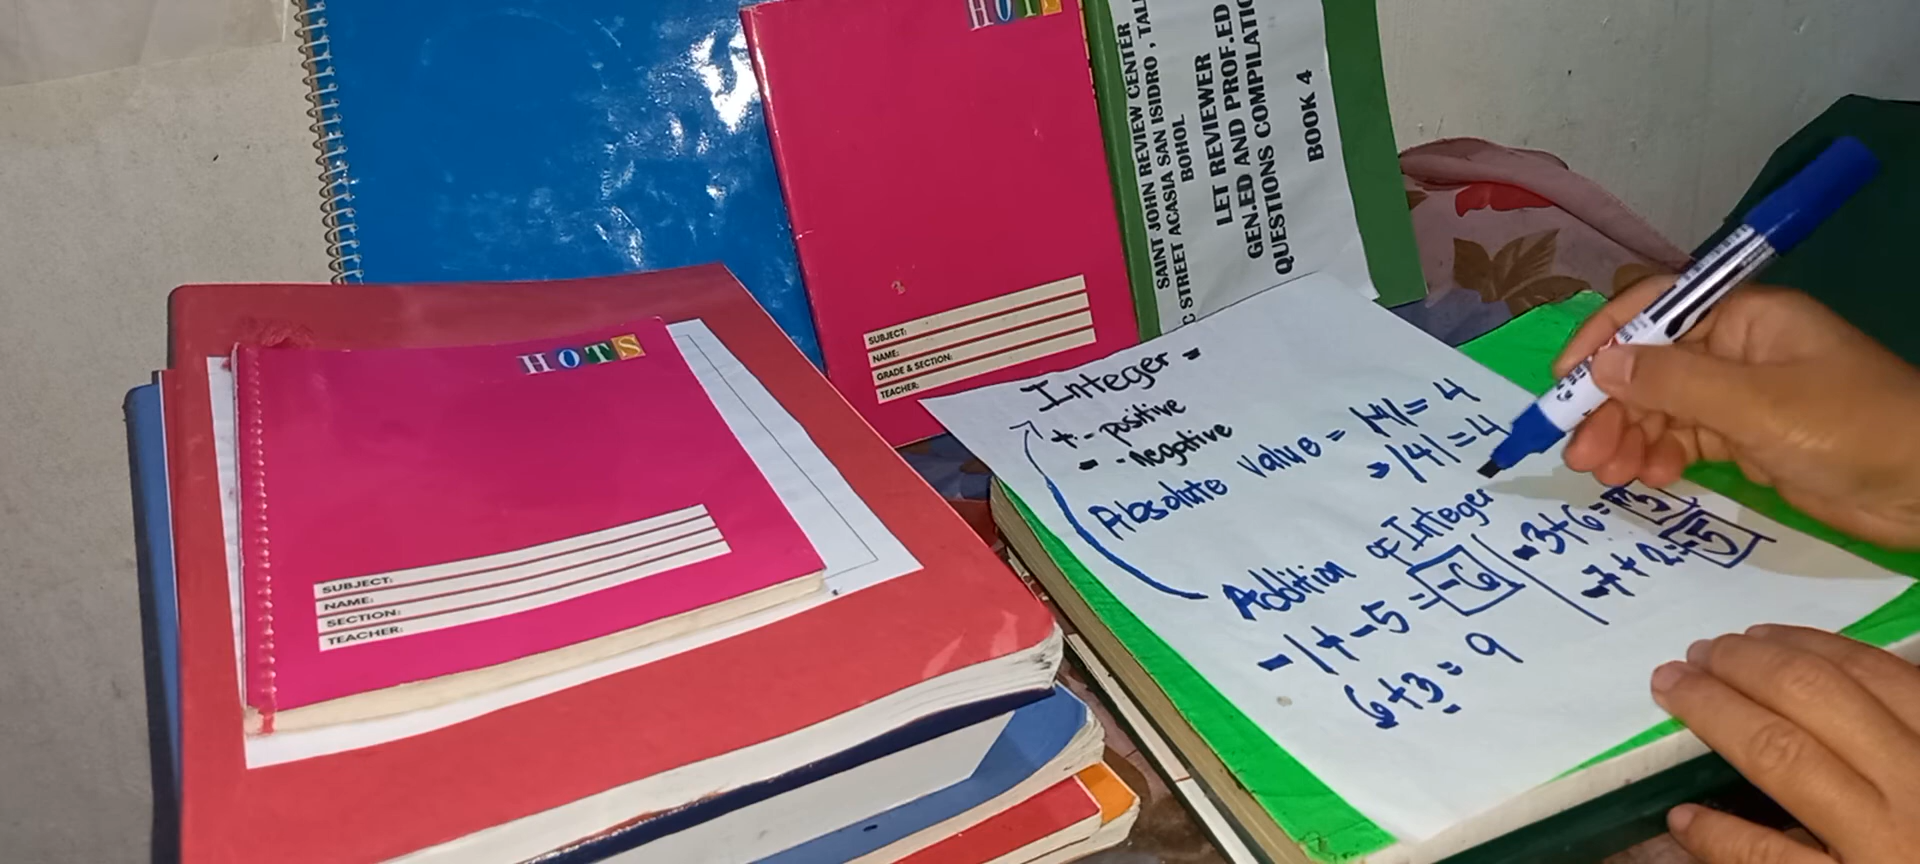 HOTS
SUBJECT:
NAME:
GRADE & SECTION:
TEACHER:
SAINT JOHN REVIEW CENTER
STREET ACASIA SAN ISIDRO ,
BOHOL
LET REVIEWER
GEN.ED AND PROF.ED
QUESTIONS COMPILATION
BOOK 4
HOTS
SUBJECT:
NAME:
SECTION:
TEACHER:
Integer =
+ - positive
- - negative
Absolute value = |4| = 4
= |4| = 4
Addition of Integer
-1 + -5 = -6
6+3 = 9
-3+6=3
-7+2=-5